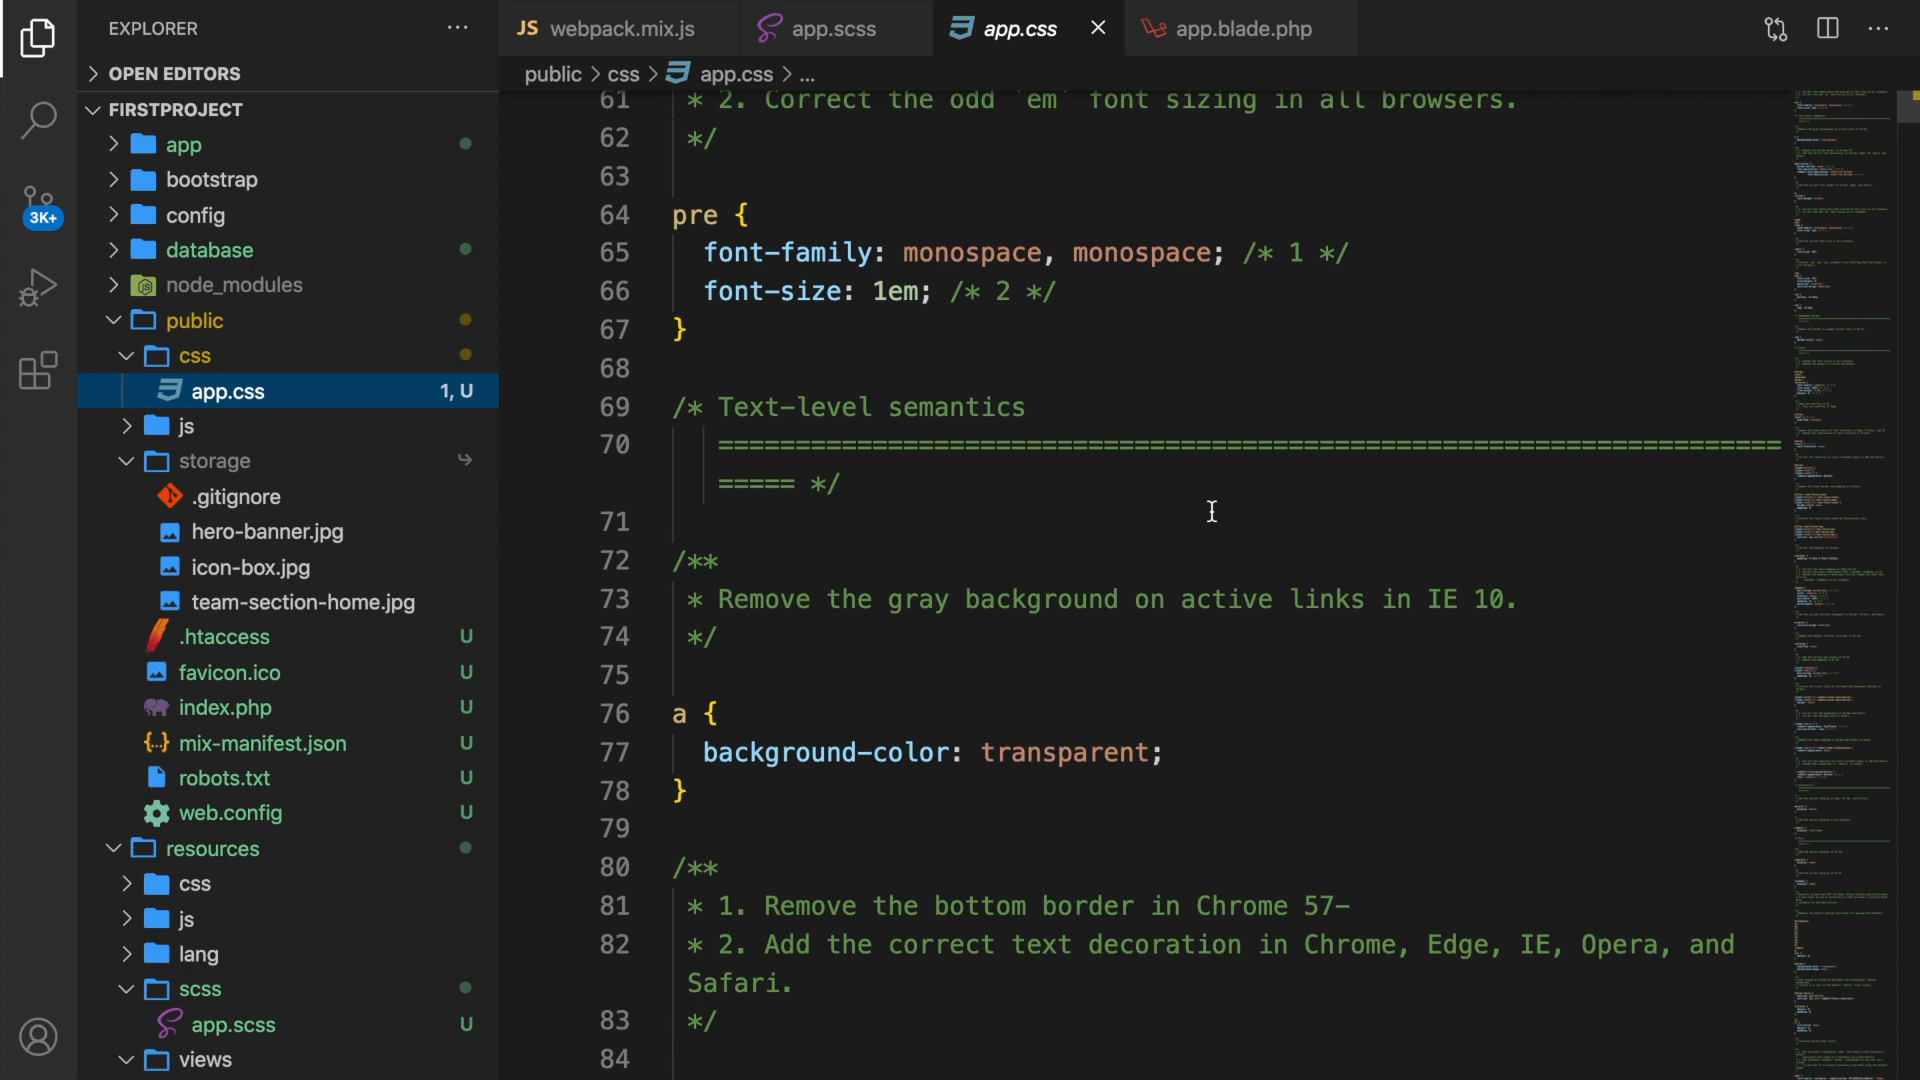 EXPLORER
OPEN EDITORS
FIRSTPROJECT
app
bootstrap
config
database
node_modules
public
css
app.css 1, U
js
storage
.gitignore
hero-banner.jpg
icon-box.jpg
team-section-home.jpg
.htaccess U
favicon.ico U
index.php U
mix-manifest.json U
robots.txt U
web.config U
resources
css
js
lang
scss
app.scss U
views
3K+
JS webpack.mix.js
app.scss
app.css
app.blade.php
public > css > app.css > ...
61 * 2. Correct the odd `em` font sizing in all browsers.
62 */
63
64 pre {
65 font-family: monospace, monospace; /* 1 */
66 font-size: 1em; /* 2 */
67 }
68
69 /* Text-level semantics
70 =====================================================================
===== */
71
72 /**
73 * Remove the gray background on active links in IE 10.
74 */
75
76 a {
77 background-color: transparent;
78 }
79
80 /**
81 * 1. Remove the bottom border in Chrome 57-
82 * 2. Add the correct text decoration in Chrome, Edge, IE, Opera, and
Safari.
83 */
84